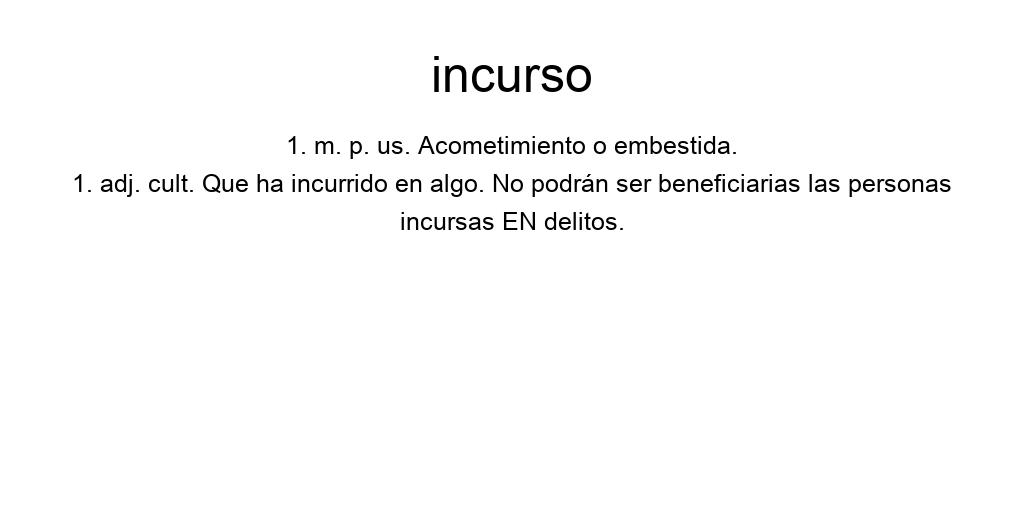 incurso
1. m. p. us. Acometimiento o embestida.
1. adj. cult. Que ha incurrido en algo. No podrán ser beneficiarias las personas
incursas EN delitos.